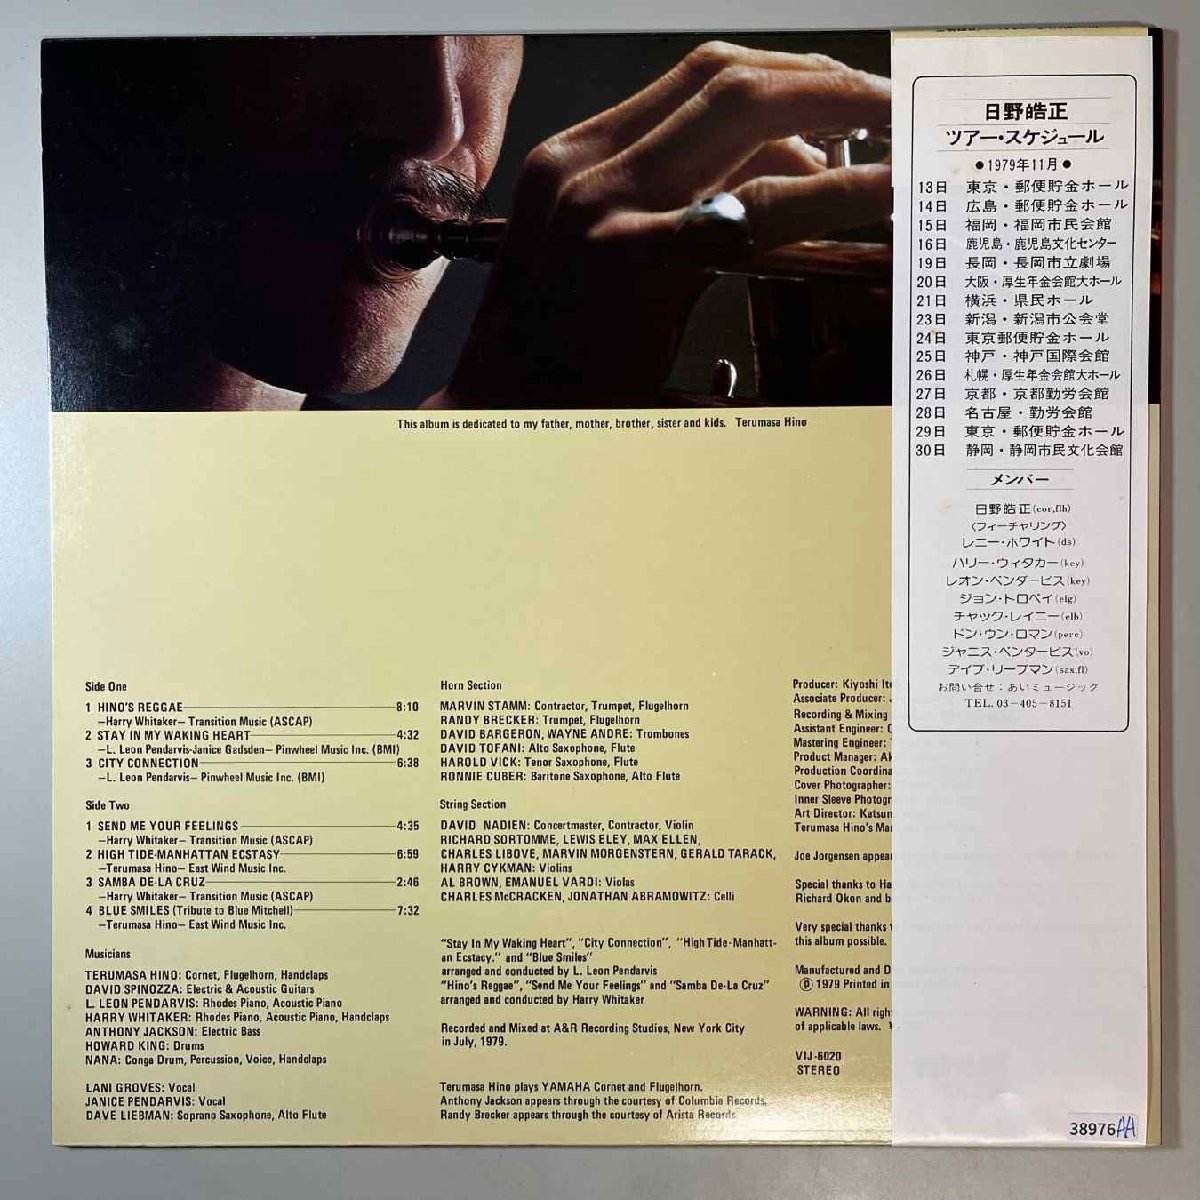 This album is dedicated to my father, mother, brother, sister and kids. Terumasa Hino
Side One
1 HINO'S REGGAE 8:10
—Harry Whitaker— Transition Music (ASCAP)
2 STAY IN MY WAKING HEART 4:32
—L. Leon Pendarvis-Janice Gadsden— Pinwheel Music Inc. (BMI)
3 CITY CONNECTION 6:38
—L. Leon Pendarvis— Pinwheel Music Inc. (BMI)
Side Two
1 SEND ME YOUR FEELINGS 4:35
—Harry Whitaker— Transition Music (ASCAP)
2 HIGH TIDE-MANHATTAN ECSTASY 6:59
—Terumasa Hino— East Wind Music Inc.
3 SAMBA DE-LA CRUZ 2:46
—Harry Whitaker— Transition Music (ASCAP)
4 BLUE SMILES (Tribute to Blue Mitchell) 7:32
—Terumasa Hino— East Wind Music Inc.
Musicians
TERUMASA HINO: Cornet, Flugelhorn, Handclaps
DAVID SPINOZZA: Electric & Acoustic Guitars
L. LEON PENDARVIS: Rhodes Piano, Acoustic Piano
HARRY WHITAKER: Rhodes Piano, Acoustic Piano, Handclaps
ANTHONY JACKSON: Electric Bass
HOWARD KING: Drums
NANA: Conga Drum, Percussion, Voice, Handclaps
LANI GROVES: Vocal
JANICE PENDARVIS: Vocal
DAVE LIEBMAN: Soprano Saxophone, Alto Flute
Horn Section
MARVIN STAMM: Contractor, Trumpet, Flugelhorn
RANDY BRECKER: Trumpet, Flugelhorn
DAVID BARGERON, WAYNE ANDRE: Trombones
DAVID TOFANI: Alto Saxophone, Flute
HAROLD VICK: Tenor Saxophone, Flute
RONNIE CUBER: Baritone Saxophone, Alto Flute
String Section
DAVID NADIEN: Concertmaster, Contractor, Violin
RICHARD SORTOMME, LEWIS ELEY, MAX ELLEN,
CHARLES LIBOVE, MARVIN MORGENSTERN, GERALD TARACK,
HARRY CYKMAN: Violins
AL BROWN, EMANUEL VARDI: Violas
CHARLES McCRACKEN, JONATHAN ABRAMOWITZ: Celli
"Stay In My Waking Heart", "City Connection", "High Tide-Manhatt-
an Ecstasy," and "Blue Smiles"
arranged and conducted by L. Leon Pendarvis
"Hino's Reggae", "Send Me Your Feelings" and "Samba De-La Cruz"
arranged and conducted by Harry Whitaker
Recorded and Mixed at A&R Recording Studios, New York City
in July, 1979.
Terumasa Hino plays YAMAHA Cornet and Flugelhorn.
Anthony Jackson appears through the courtesy of Columbia Records.
Randy Brecker appears through the courtesy of Arista Records.
Producer: Kiyoshi Ito
Associate Producer:
Recording & Mixing
Assistant Engineer:
Mastering Engineer:
Product Manager: Ak
Production Coordina
Cover Photographer:
Inner Sleeve Photogr
Art Director: Katsun
Terumasa Hino's Ma
Joe Jorgensen appear
Special thanks to Ha
Richard Okon and b
Very special thanks
this album possible.
Manufactured and D
Ⓟ 1979 Printed in
WARNING: All righ
of applicable laws.
VIJ-6020
STEREO
日野皓正
ツアー・スケジュール
●1979年11月●
13日 東京・郵便貯金ホール
14日 広島・郵便貯金ホール
15日 福岡・福岡市民会館
16日 鹿児島・鹿児島文化センター
19日 長岡・長岡市立劇場
20日 大阪・厚生年金会館大ホール
21日 横浜・県民ホール
23日 新潟・新潟市公会堂
24日 東京郵便貯金ホール
25日 神戸・神戸国際会館
26日 札幌・厚生年金会館大ホール
27日 京都・京都勤労会館
28日 名古屋・勤労会館
29日 東京・郵便貯金ホール
30日 静岡・静岡市民文化会館
メンバー
日野皓正(cor,flh)
〈フィーチャリング〉
レニー・ホワイト(ds)
ハリー・ウィタカー(key)
レオン・ペンダービス(key)
ジョン・トロペイ(elg)
チャック・レイニー(elb)
ドン・ウン・ロマン(perc)
ジャニス・ペンタービス(vo)
デイブ・リーブマン(sax,fl)
お問い合せ：あいミュージック
TEL.03-405-8151
38976AA